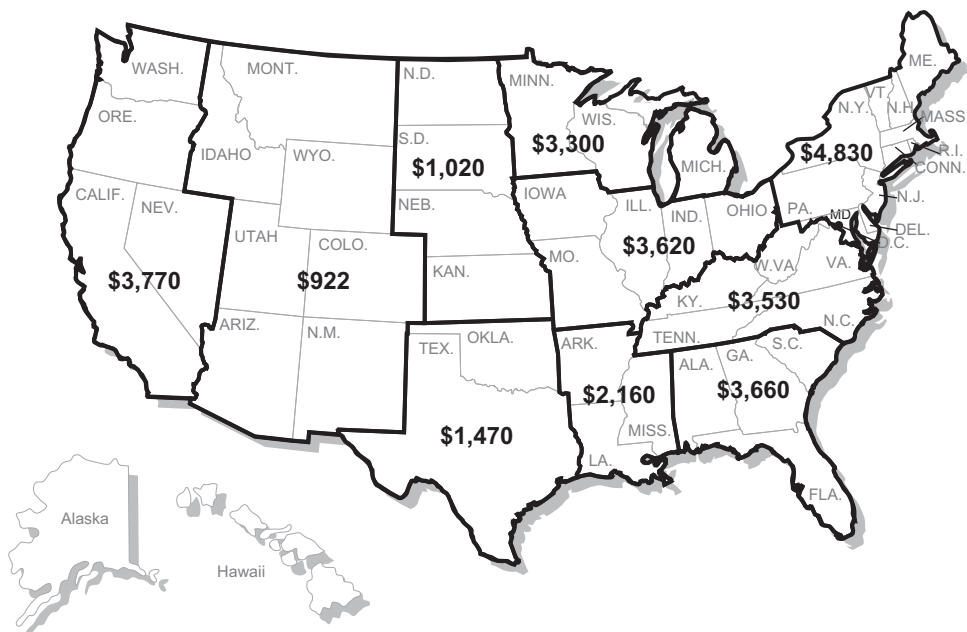 ME.
WASH.
MONT.
N.D.
MINN.
VT.
N.Y.
N.H.
ORE.
WIS.
MASS
S.D.
$3,300
$4,830
IDAHO
WYO.
$1,020
MICH.
R.I.
CONN.
CALIF.
NEV.
NEB.
IOWA
ILL.
IND.
OHIO
PA.
MD.
N.J.
DEL.
D.C.
UTAH
COLO.
$3,620
MO.
KAN.
W.VA.
VA.
$3,770
$922
KY.
$3,530
ARIZ.
N.M.
TEX.
OKLA.
ARK.
TENN.
N.C.
S.C.
ALA.
GA.
$2,160
$3,660
$1,470
MISS.
LA.
FLA.
Alaska
Hawaii